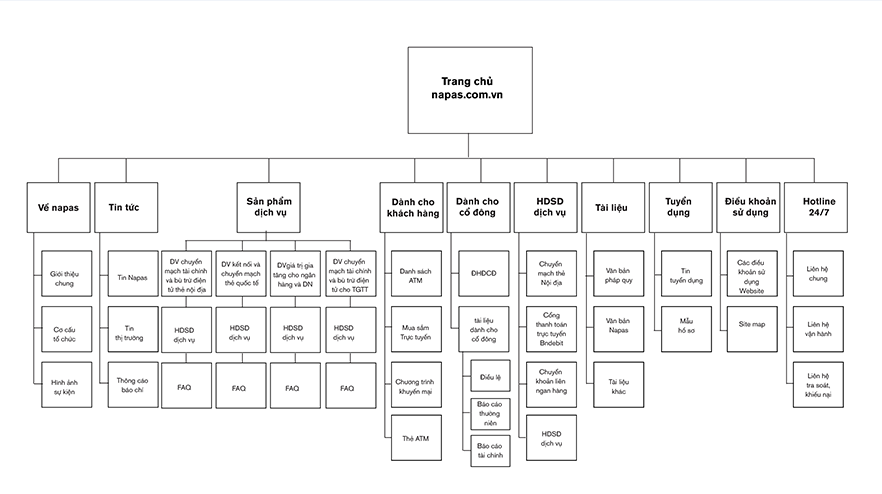 Trang chủ
napas.com.vn
Về napas
Tin tức
Sản phẩm
dịch vụ
Dành cho
khách hàng
Dành cho
cổ đông
HDSD
dịch vụ
Tài liệu
Tuyển
dụng
Điều khoản
sử dụng
Hotline
24/7
Giới thiệu
chung
Cơ cấu
tổ chức
Hình ảnh
sự kiện
Tin Napas
Tin
thị trường
Thông cáo
báo chí
DV chuyển
mạch tài chính
và bù trừ điện
tử thẻ nội địa
HDSD
dịch vụ
FAQ
DV kết nối và
chuyển mạch
thẻ quốc tế
HDSD
dịch vụ
FAQ
DVgiá trị gia
tăng cho ngân
hàng và DN
HDSD
dịch vụ
FAQ
DV chuyển
mạch tài chính
và bù trừ điện
tử cho TGTT
HDSD
dịch vụ
FAQ
Danh sách
ATM
Mua sắm
Trực tuyến
Chương trình
khuyến mại
Thẻ ATM
ĐHDCD
tài liệu
dành cho
cổ đông
Điều lệ
Báo cáo
thường
niên
Báo cáo
tài chính
Chuyển
mạch thẻ
Nội địa
Cổng
thanh toán
trực tuyến
Bndebit
Chuyển
khoản liên
ngan hàng
HDSD
dịch vụ
Văn bản
pháp quy
Văn bản
Napas
Tài liệu
khác
Tin
tuyển dụng
Mẫu
hồ sơ
Các điều
khoản sử
dụng
Website
Site map
Liên hệ
chung
Liên hệ
vận hành
Liên hệ
tra soát,
khiếu nại